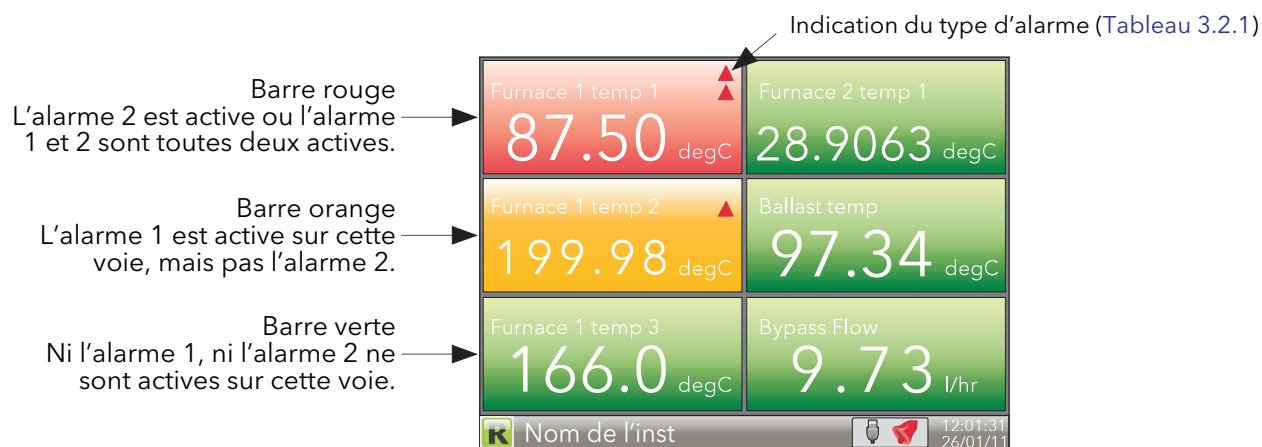 Indication du type d’alarme (Tableau 3.2.1)
Barre rouge
L’alarme 2 est active ou l’alarme
1 et 2 sont toutes deux actives.
Barre orange
L’alarme 1 est active sur cette
voie, mais pas l’alarme 2.
Barre verte
Ni l’alarme 1, ni l’alarme 2 ne
sont actives sur cette voie.
Furnace 1 temp 1
87.50 degC
Furnace 2 temp 1
28.9063 degC
Furnace 1 temp 2
199.98 degC
Ballast temp
97.34 degC
Furnace 1 temp 3
166.0 degC
Bypass Flow
9.73 l/hr
R Nom de l’inst
12:01:31
26/01/11